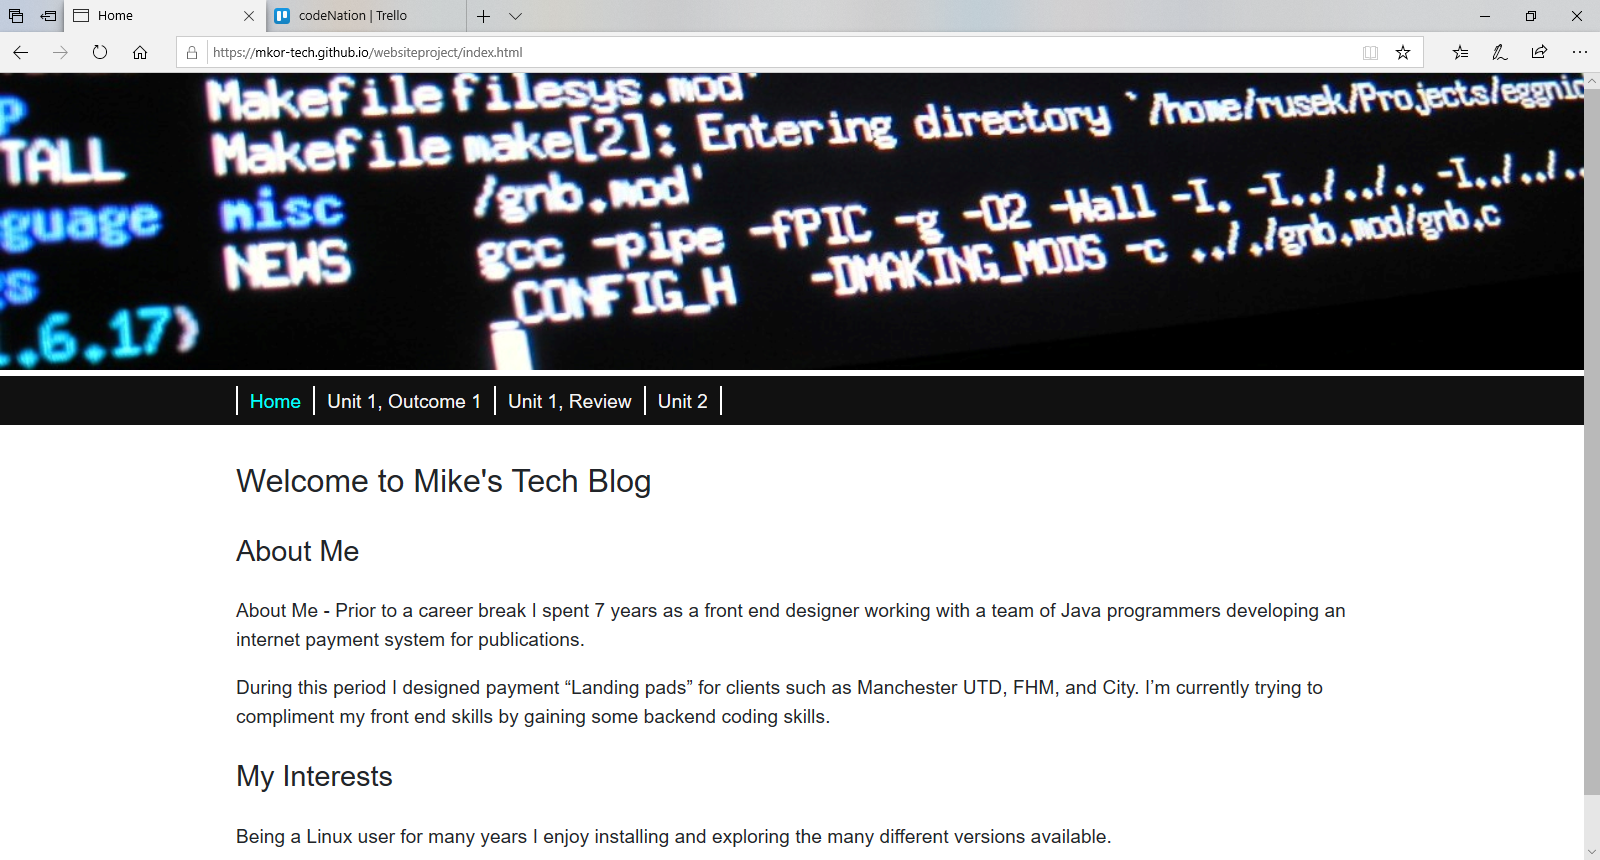 Home
codeNation | Trello
https://mkor-tech.github.io/websiteproject/index.html
Makefile filesys.mod'
TALL Makefile make[2]: Entering directory `/home/rusek/Projects/eggnic
/gnb.mod'
guage misc
gcc -pipe -fPIC -g -O2 -Wall -I. -I../../.. -I../../..
NEWS
_CONFIG_H -DMAKING_MODS -c .././gnb.mod/gnb.c
.6.17)
Home
Unit 1, Outcome 1
Unit 1, Review
Unit 2
Welcome to Mike's Tech Blog
About Me
About Me - Prior to a career break I spent 7 years as a front end designer working with a team of Java programmers developing an
internet payment system for publications.
During this period I designed payment “Landing pads” for clients such as Manchester UTD, FHM, and City. I’m currently trying to
compliment my front end skills by gaining some backend coding skills.
My Interests
Being a Linux user for many years I enjoy installing and exploring the many different versions available.